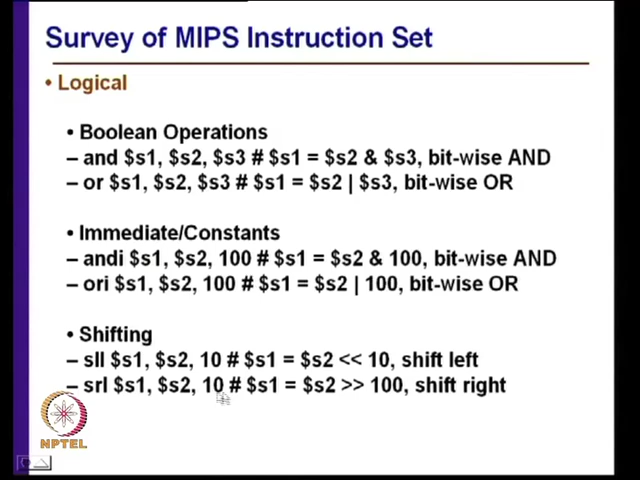 Survey of MIPS Instruction Set
• Logical
• Boolean Operations
– and $s1, $s2, $s3 # $s1 = $s2 & $s3, bit-wise AND
– or $s1, $s2, $s3 # $s1 = $s2 | $s3, bit-wise OR
• Immediate/Constants
– andi $s1, $s2, 100 # $s1 = $s2 & 100, bit-wise AND
– ori $s1, $s2, 100 # $s1 = $s2 | 100, bit-wise OR
• Shifting
– sll $s1, $s2, 10 # $s1 = $s2 << 10, shift left
– srl $s1, $s2, 10 # $s1 = $s2 >> 100, shift right
NPTEL